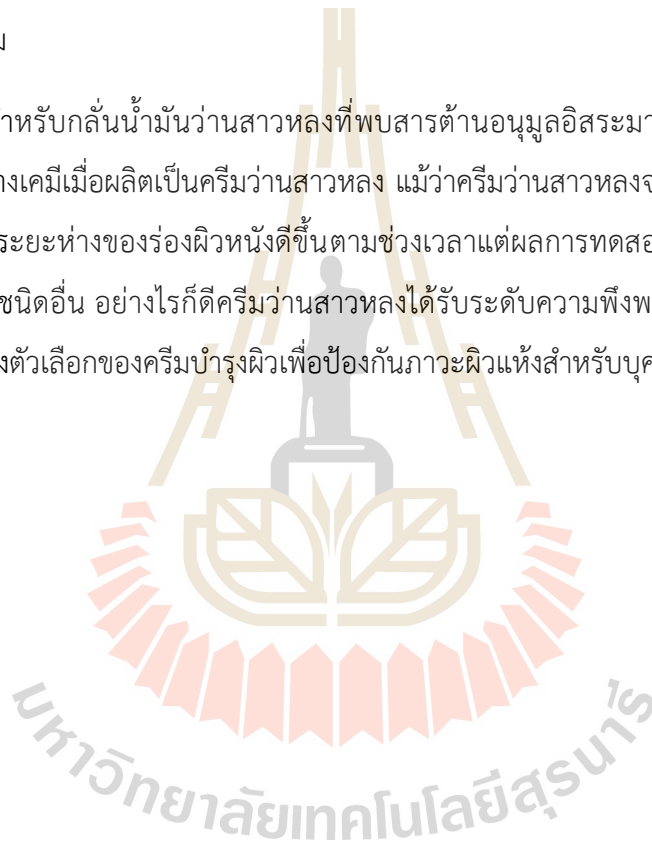 ำหรับกลั่นน้ำมันว่านสาวหลงที่พบสารต้านอนุมูลอิสระมา
างเคมีเมื่อผลิตเป็นครีมว่านสาวหลง แม้ว่าครีมว่านสาวหลงจ
ระยะห่างของร่องผิวหนังดีขึ้นตามช่วงเวลาแต่ผลการทดสอ
ชนิดอื่น อย่างไรก็ดีครีมว่านสาวหลงได้รับระดับความพึงพ
งตัวเลือกของครีมบำรุงผิวเพื่อป้องกันภาวะผิวแห้งสำหรับบุค
มหาวิทยาลัยเทคโนโลยีสุรนารี